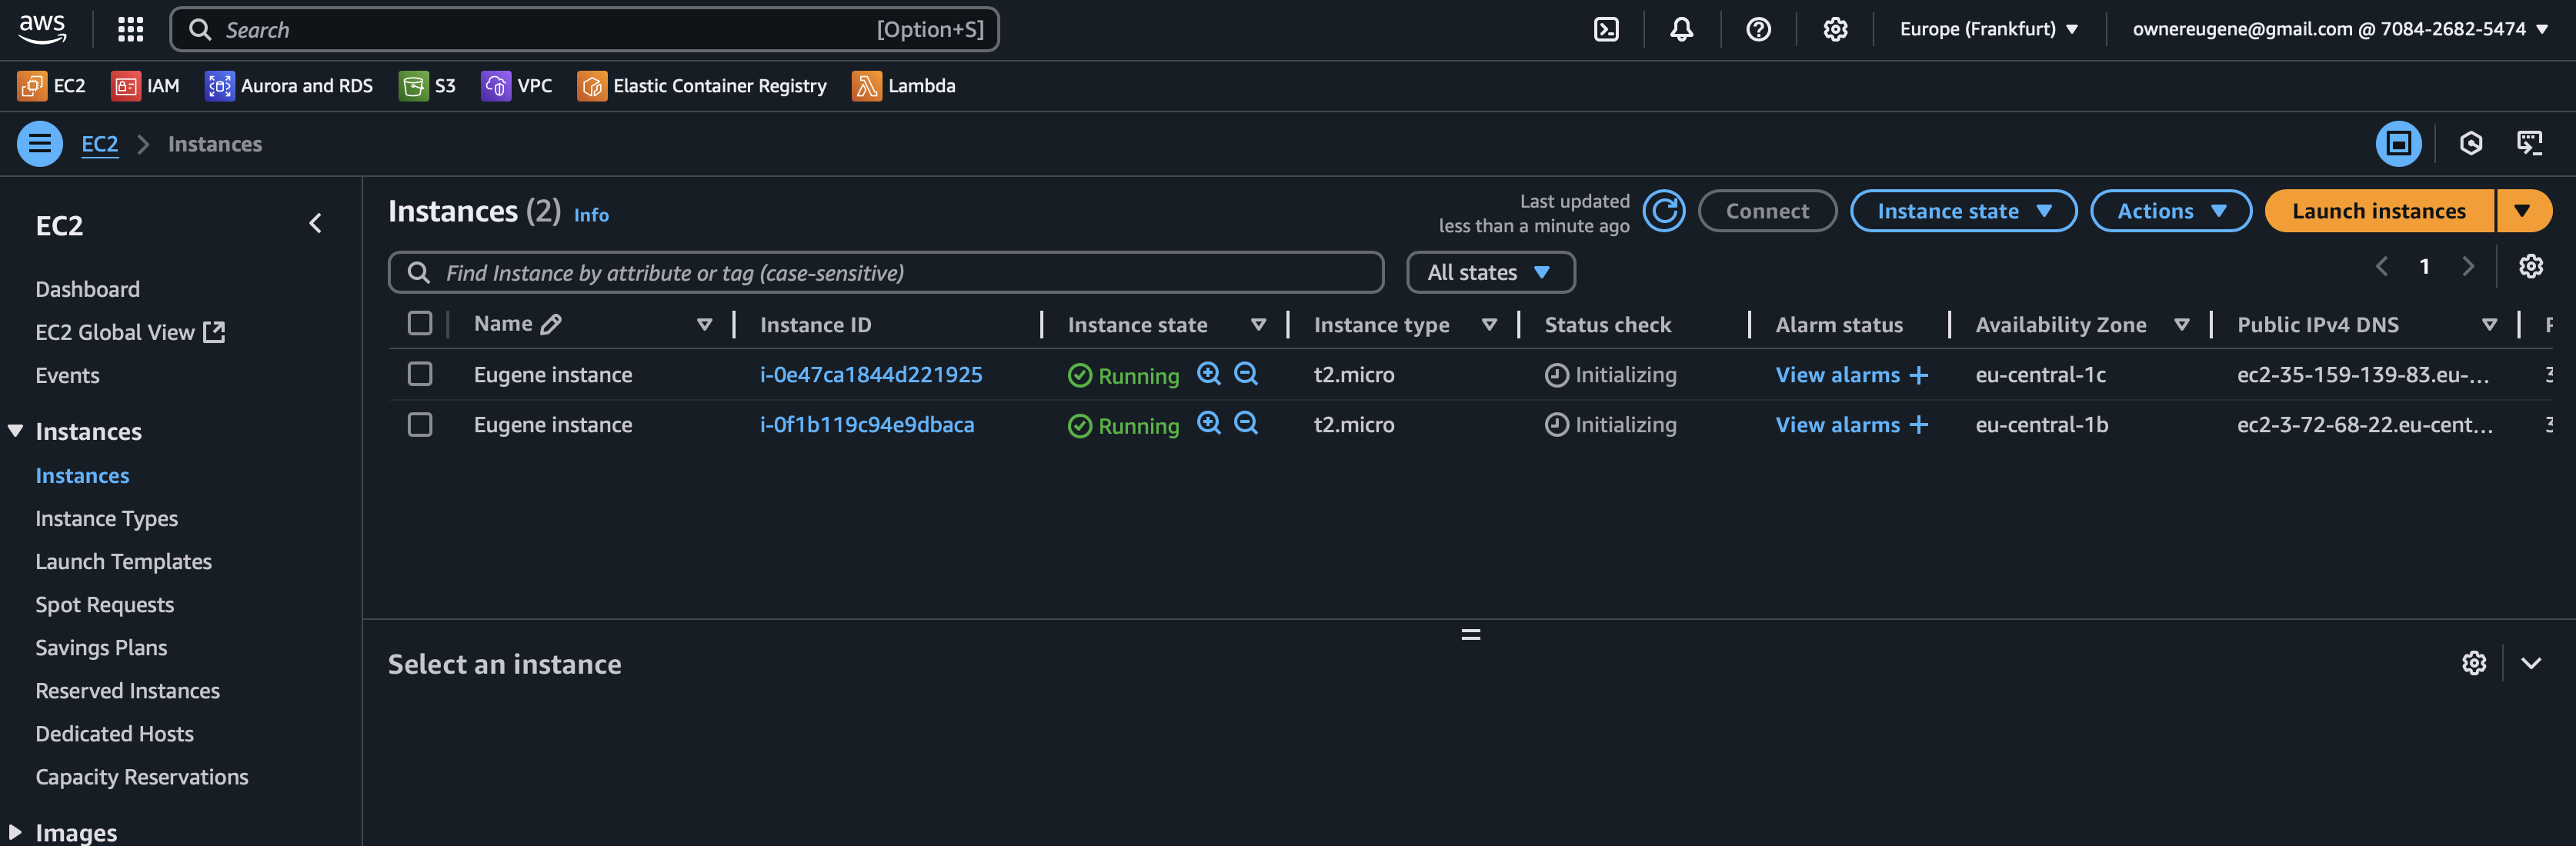 aws
Search [Option+S]
Europe (Frankfurt)
ownereugene@gmail.com @ 7084-2682-5474
EC2 IAM Aurora and RDS S3 VPC Elastic Container Registry Lambda
EC2 Instances
EC2
Dashboard
EC2 Global View
Events
Instances
Instances
Instance Types
Launch Templates
Spot Requests
Savings Plans
Reserved Instances
Dedicated Hosts
Capacity Reservations
Images
Instances (2) Info
Last updated
less than a minute ago
Connect Instance state Actions Launch instances
Find Instance by attribute or tag (case-sensitive) All states 1
Name Instance ID Instance state Instance type Status check Alarm status Availability Zone Public IPv4 DNS
Eugene instance i-0e47ca1844d221925 Running t2.micro Initializing View alarms + eu-central-1c ec2-35-159-139-83.eu-...
Eugene instance i-0f1b119c94e9dbaca Running t2.micro Initializing View alarms + eu-central-1b ec2-3-72-68-22.eu-cent...
Select an instance